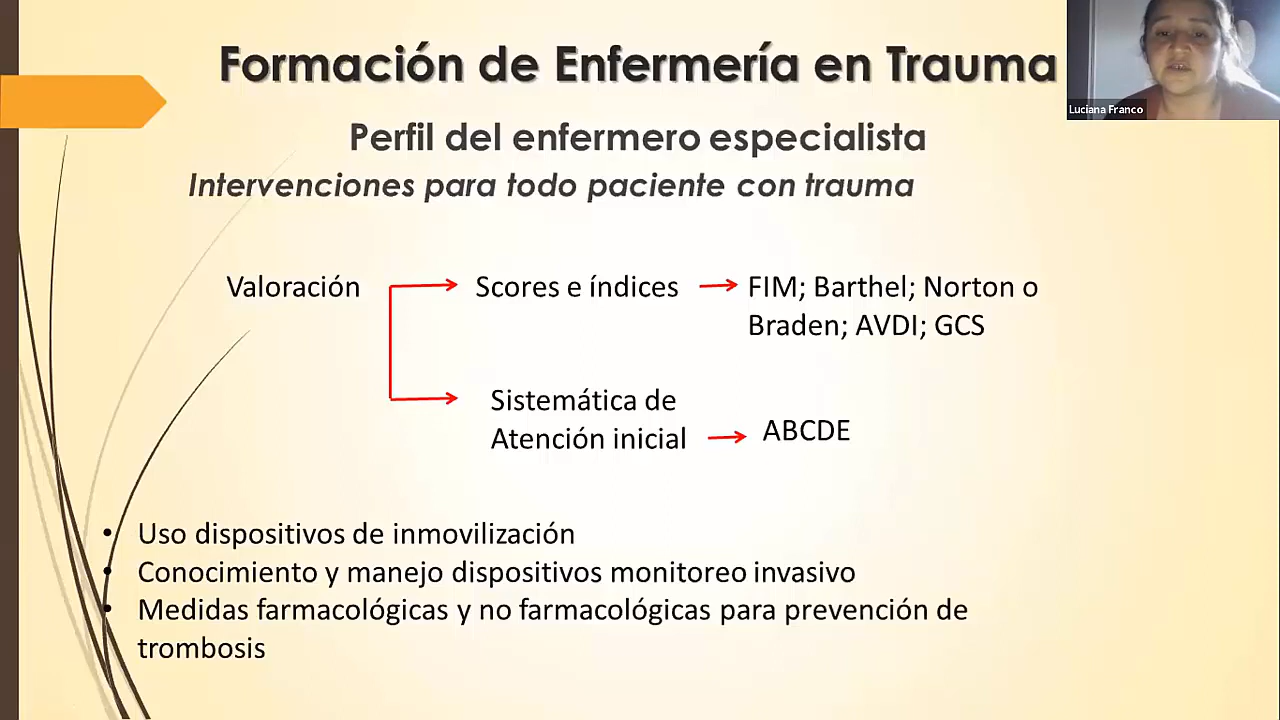 Formación de Enfermería en Trauma
Luciana Franco
Perfil del enfermero especialista
Intervenciones para todo paciente con trauma
Valoración
Scores e índices
FIM; Barthel; Norton o
Braden; AVDI; GCS
Sistemática de
Atención inicial
ABCDE
• Uso dispositivos de inmovilización
• Conocimiento y manejo dispositivos monitoreo invasivo
• Medidas farmacológicas y no farmacológicas para prevención de
trombosis